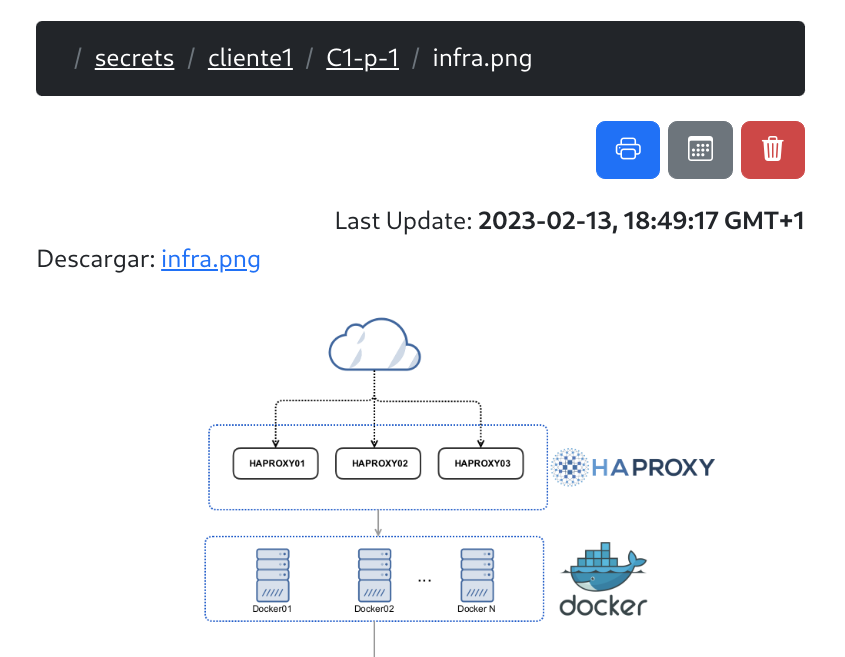 / secrets / cliente1 / C1-p-1 / infra.png
Last Update: 2023-02-13, 18:49:17 GMT+1
Descargar: infra.png
HAPROXY01 HAPROXY02 HAPROXY03
HAPROXY
...
Docker01 Docker02 Docker N
docker